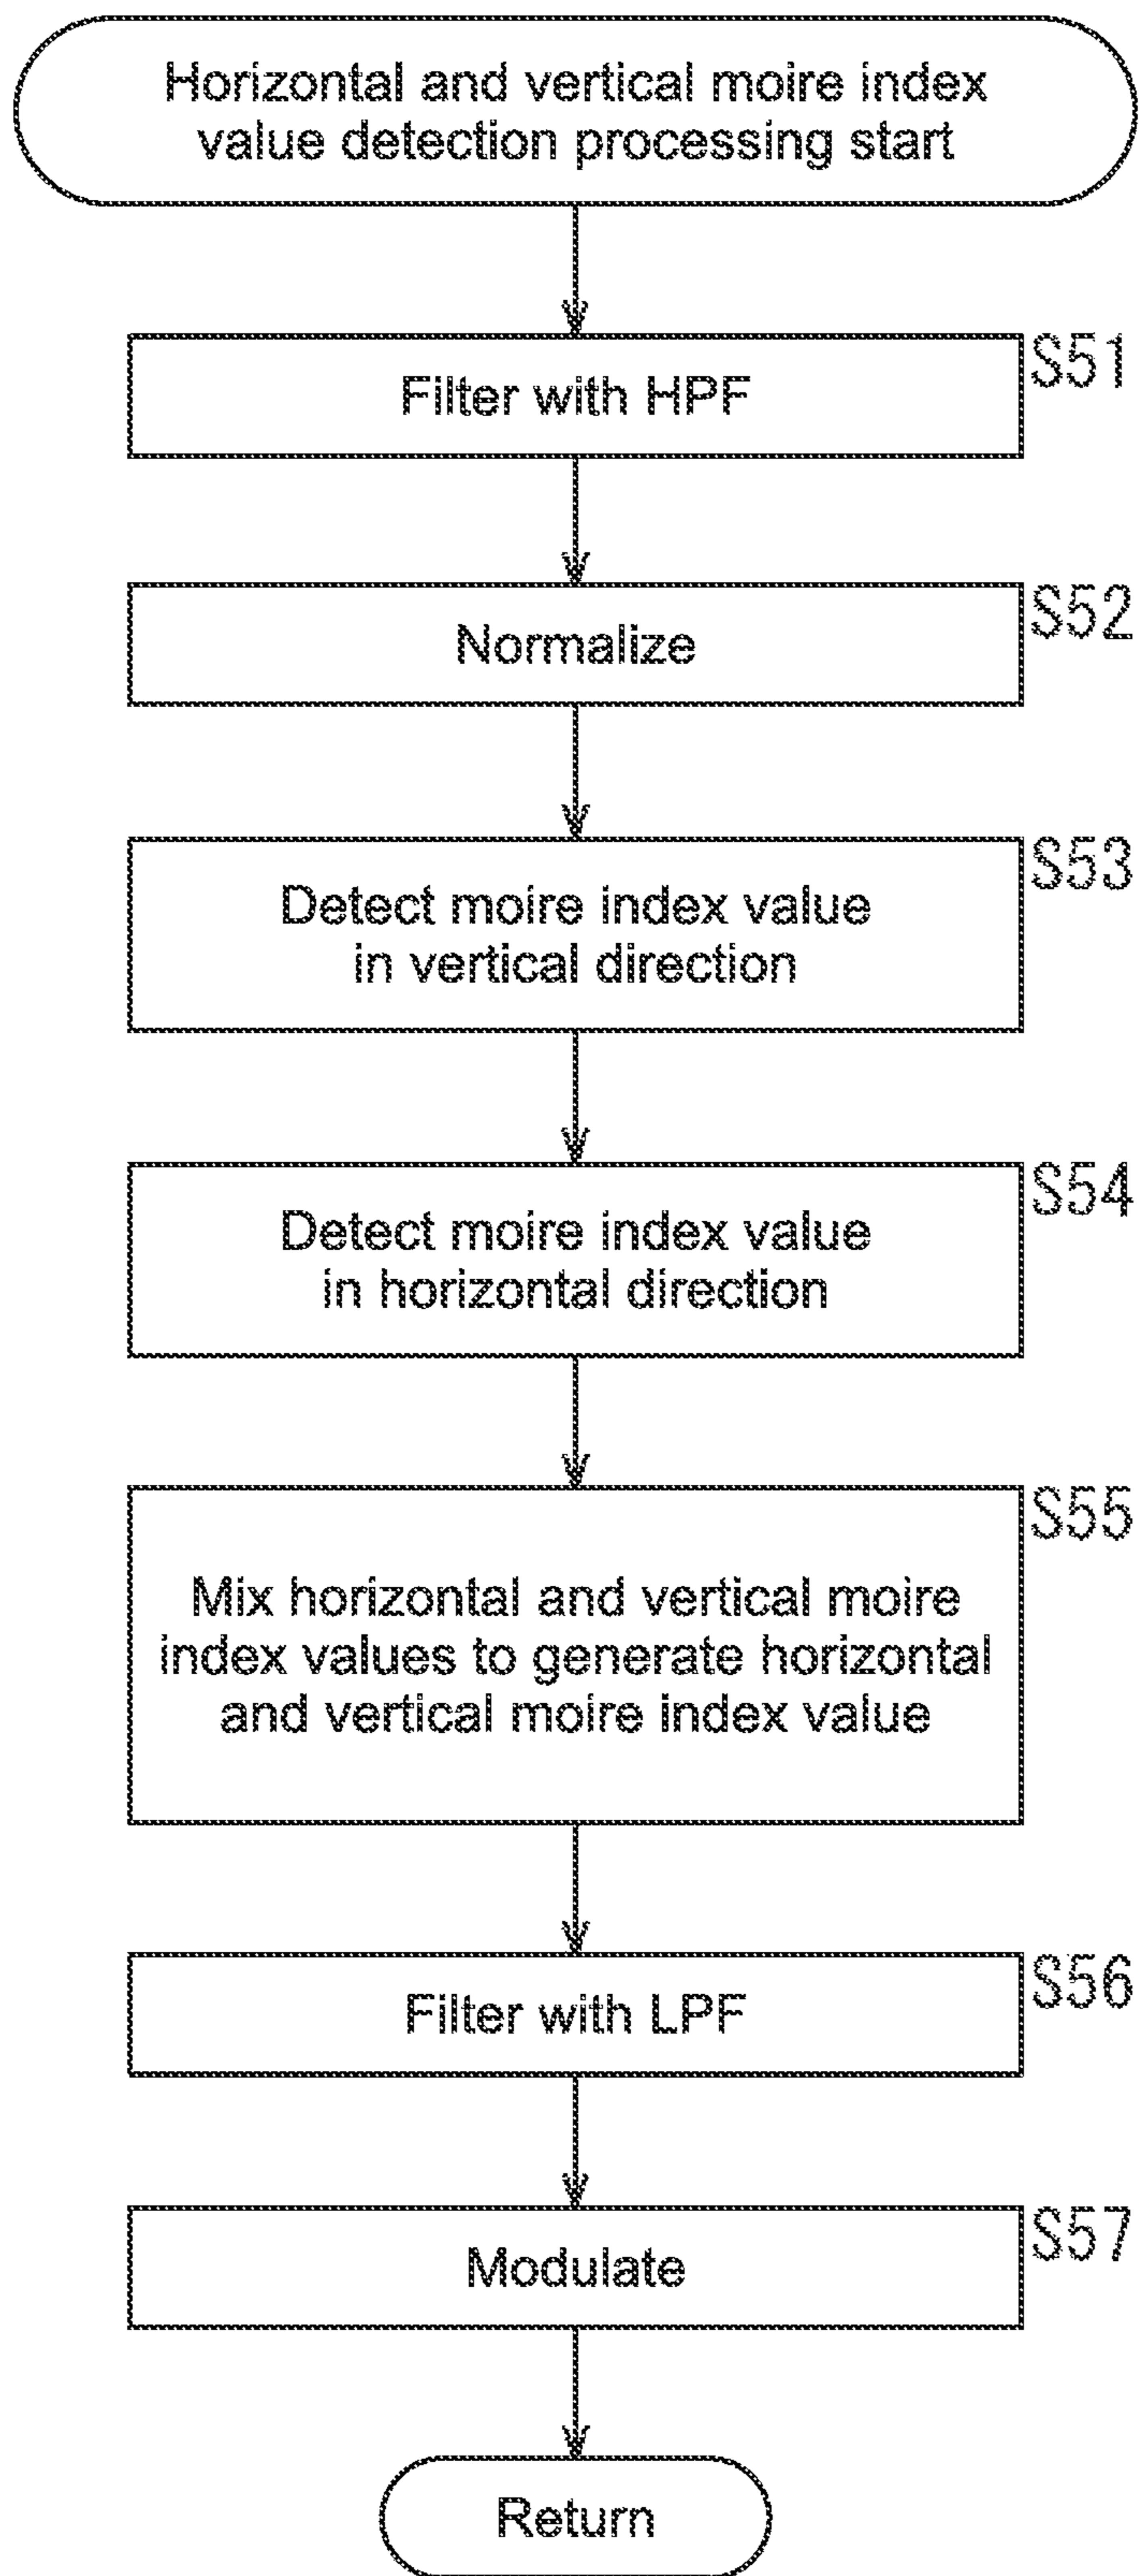 Horizontal and vertical moire index
value detection processing start
S51
Filter with HPF
S52
Normalize
S53
Detect moire index value
in vertical direction
S54
Detect moire index value
in horizontal direction
S55
Mix horizontal and vertical moire
index values to generate horizontal
and vertical moire index value
S56
Filter with LPF
S57
Modulate
Return